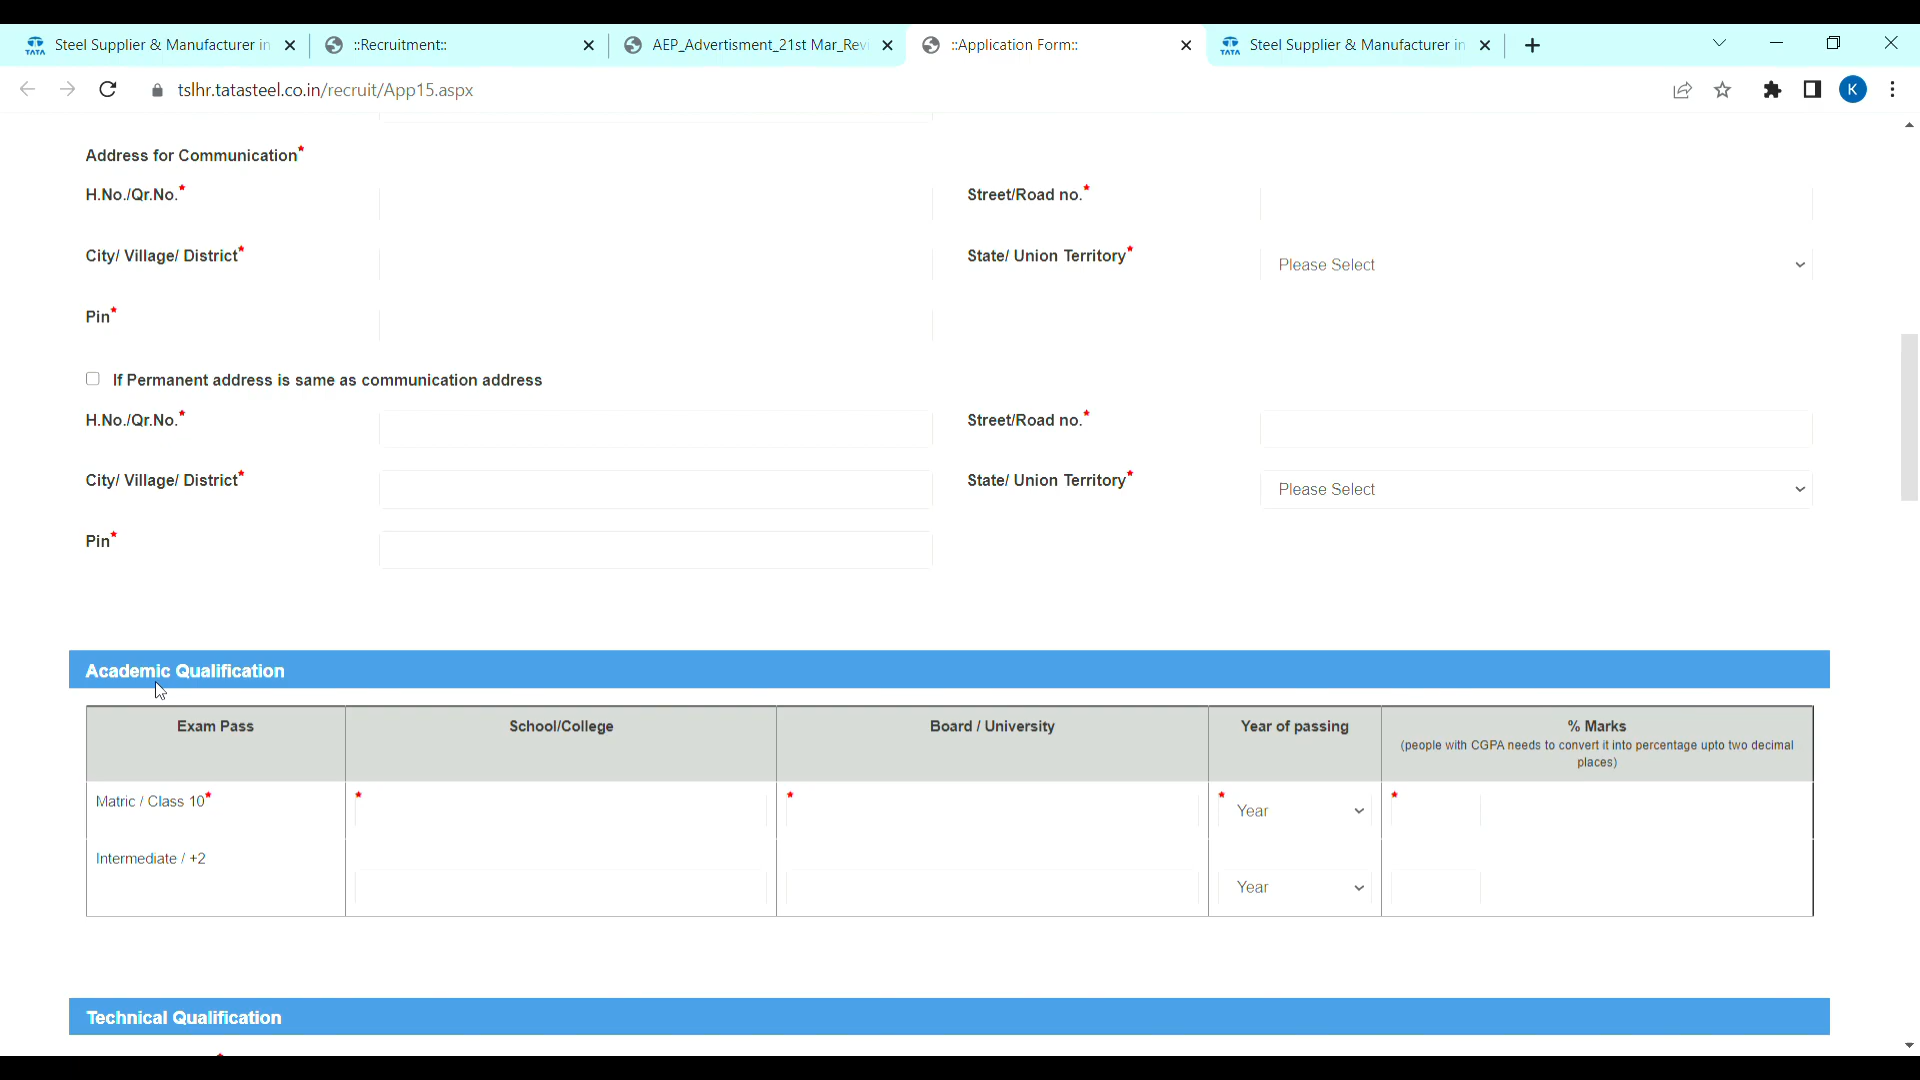 TATA Steel Supplier & Manufacturer in
::Recruitment::
AEP_Advertisment_21st Mar_Rev
::Application Form::
TATA Steel Supplier & Manufacturer in
tslhr.tatasteel.co.in/recruit/App15.aspx
K
Address for Communication*
H.No./Qr.No.*
Street/Road no.*
City/ Village/ District*
State/ Union Territory*
Please Select
Pin*
If Permanent address is same as communication address
H.No./Qr.No.*
Street/Road no.*
City/ Village/ District*
State/ Union Territory*
Please Select
Pin*
Academic Qualification
Exam Pass
School/College
Board / University
Year of passing
% Marks
(people with CGPA needs to convert it into percentage upto two decimal
places)
Matric / Class 10*
*
*
* Year
*
Intermediate / +2
Year
Technical Qualification